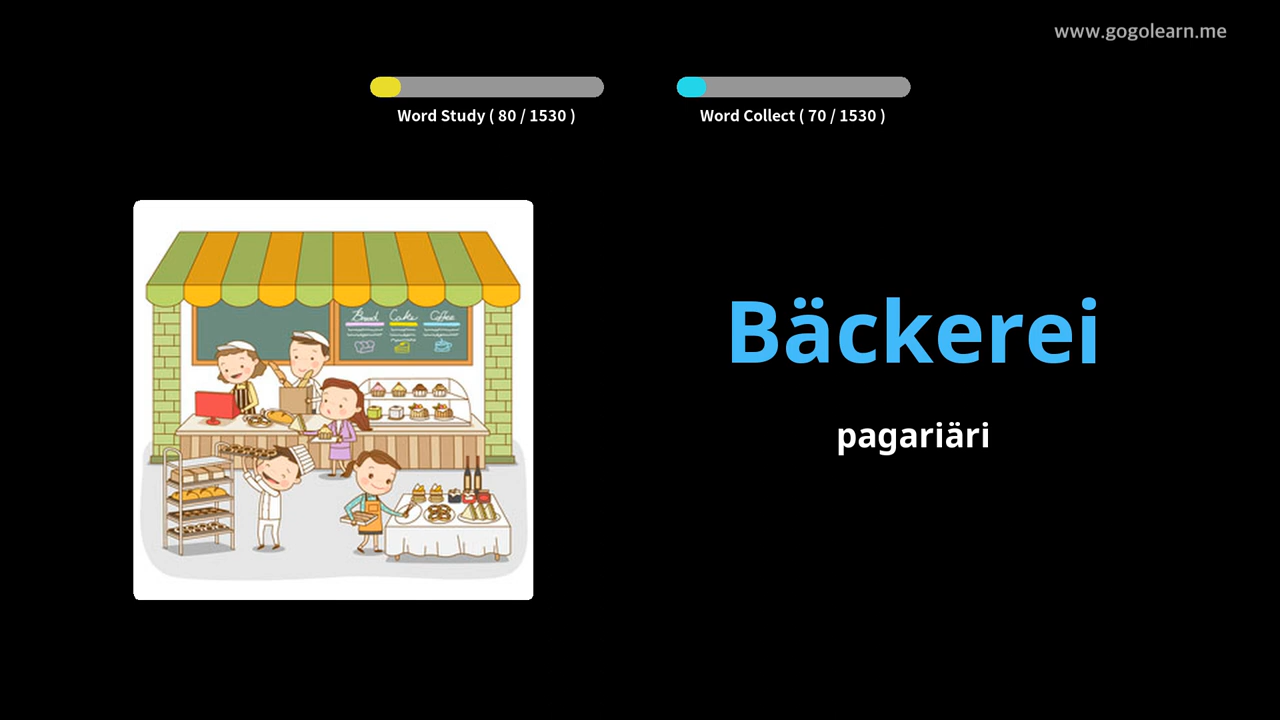 www.gogolearn.me
Word Study ( 80 / 1530 )
Word Collect ( 70 / 1530 )
Bread Cake Coffee
Bäckerei
pagariäri